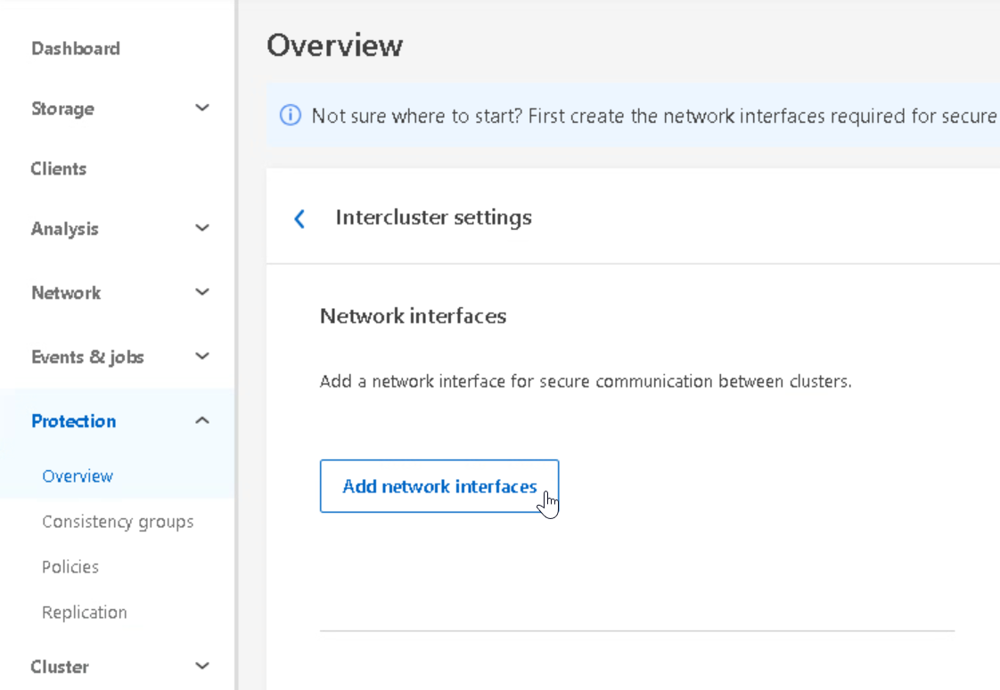 Dashboard
Storage
Clients
Analysis
Network
Events & jobs
Protection
Overview
Consistency groups
Policies
Replication
Cluster
Overview
Not sure where to start? First create the network interfaces required for secure
Intercluster settings
Network interfaces
Add a network interface for secure communication between clusters.
Add network interfaces